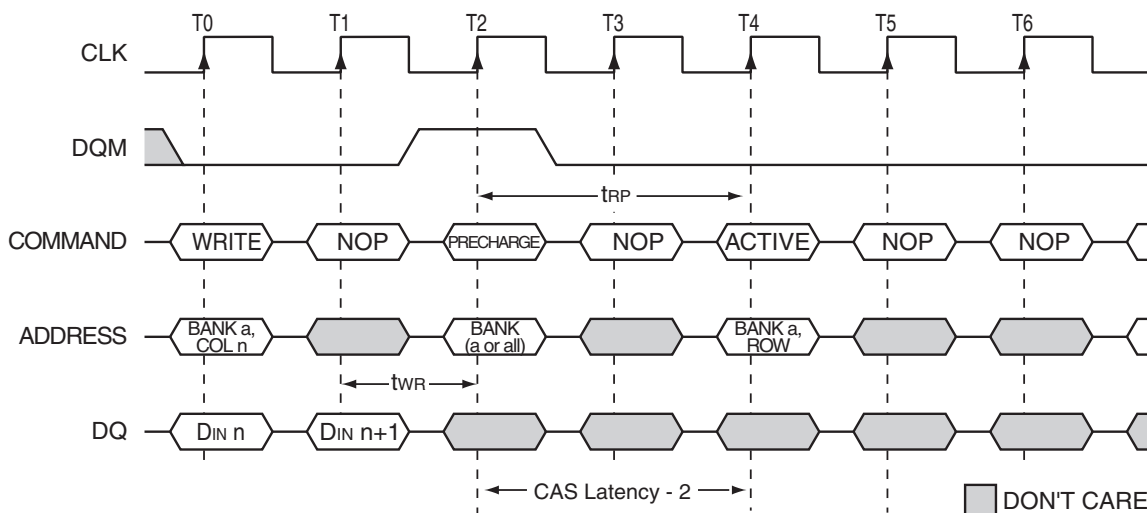 T0 T1 T2 T3 T4 T5 T6
CLK
DQM
tRP
COMMAND WRITE NOP PRECHARGE NOP ACTIVE NOP NOP
ADDRESS BANK a, COL n BANK (a or all) BANK a, ROW
tWR
DQ DIN n DIN n+1
CAS Latency - 2
DON'T CARE